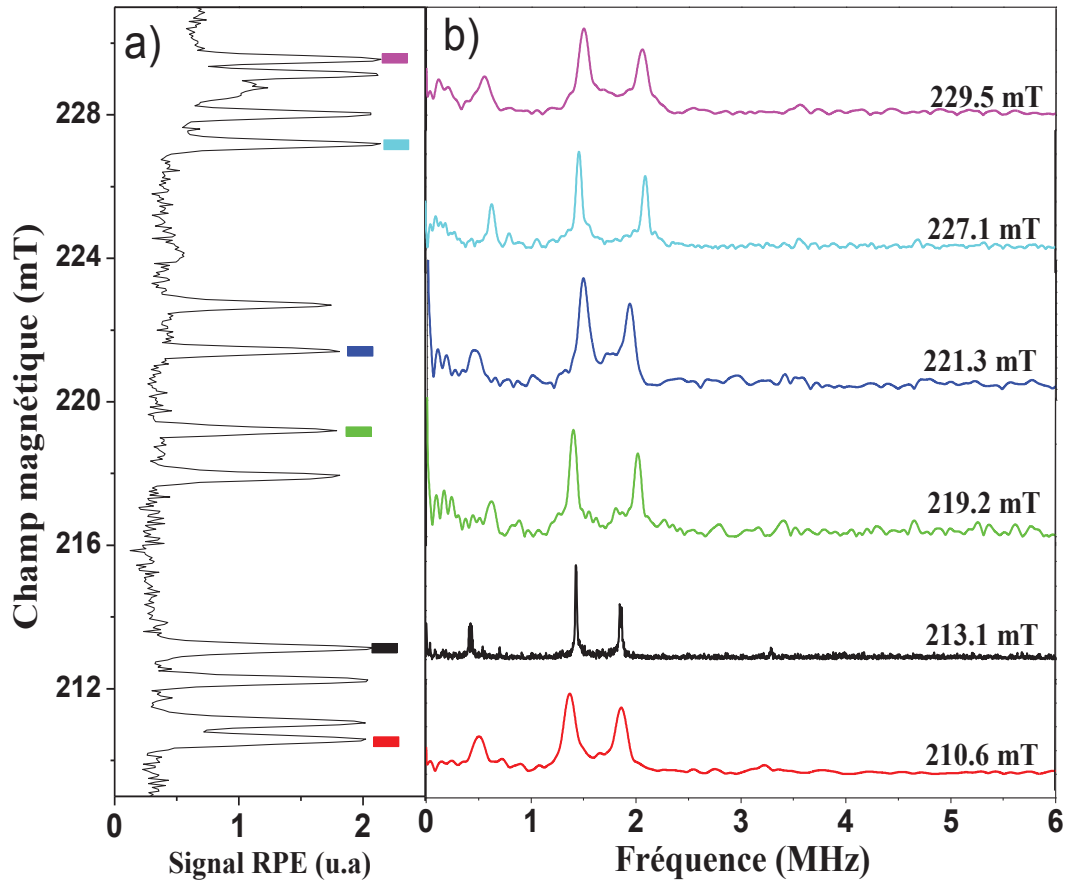 a)
b)
Champ magnétique (mT)
228
224
220
216
212
0
1
2
Signal RPE (u.a)
229.5 mT
227.1 mT
221.3 mT
219.2 mT
213.1 mT
210.6 mT
0
1
2
3
4
5
6
Fréquence (MHz)